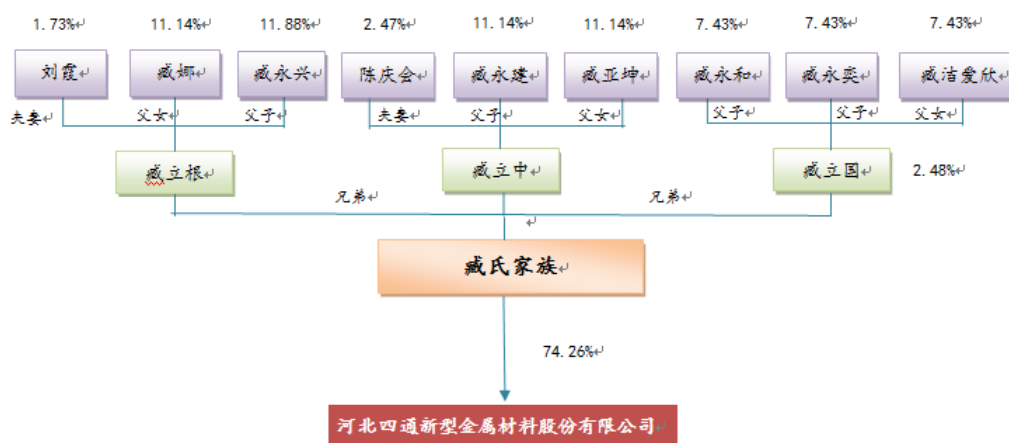 1.73% 11.14% 11.88% 2.47% 11.14% 11.14% 7.43% 7.43% 7.43%
刘霞 臧娜 臧永兴 陈庆会 臧永建 臧亚坤 臧永和 臧永奕 臧洁爱欣
夫妻 父女 父子 夫妻 父子 父女 父子 父子 父女
臧立根 臧立中 臧立国 2.48%
兄弟 兄弟
臧氏家族
74.26%
河北四通新型金属材料股份有限公司